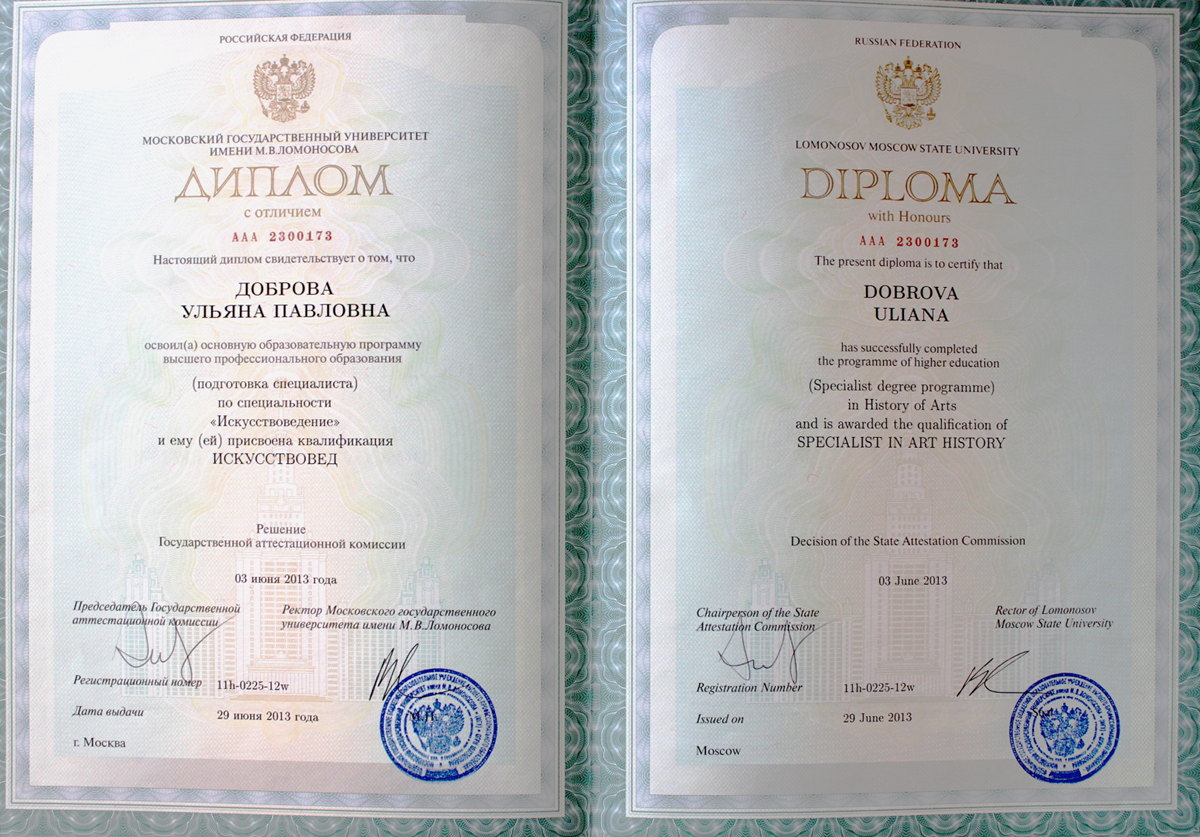 РОССИЙСКАЯ ФЕДЕРАЦИЯ
МОСКОВСКИЙ ГОСУДАРСТВЕННЫЙ УНИВЕРСИТЕТ
ИМЕНИ М.В.ЛОМОНОСОВА
ДИПЛОМ
с отличием
ААА 2300173
Настоящий диплом свидетельствует о том, что
ДОБРОВА
УЛЬЯНА ПАВЛОВНА
освоил(а) основную образовательную программу
высшего профессионального образования
(подготовка специалиста)
по специальности
«Искусствоведение»
и ему (ей) присвоена квалификация
ИСКУССТВОВЕД
Решение
Государственной аттестационной комиссии
03 июня 2013 года
Председатель Государственной
аттестационной комиссии
Ректор Московского государственного
университета имени М.В.Ломоносова
Регистрационный номер 11h-0225-12w
Дата выдачи 29 июня 2013 года
М.П.
г. Москва
RUSSIAN FEDERATION
LOMONOSOV MOSCOW STATE UNIVERSITY
DIPLOMA
with Honours
AAA 2300173
The present diploma is to certify that
DOBROVA
ULIANA
has successfully completed
the programme of higher education
(Specialist degree programme)
in History of Arts
and is awarded the qualification of
SPECIALIST IN ART HISTORY
Decision of the State Attestation Commission
03 June 2013
Chairperson of the State
Attestation Commission
Rector of Lomonosov
Moscow State University
Registration Number 11h-0225-12w
Issued on 29 June 2013
Moscow